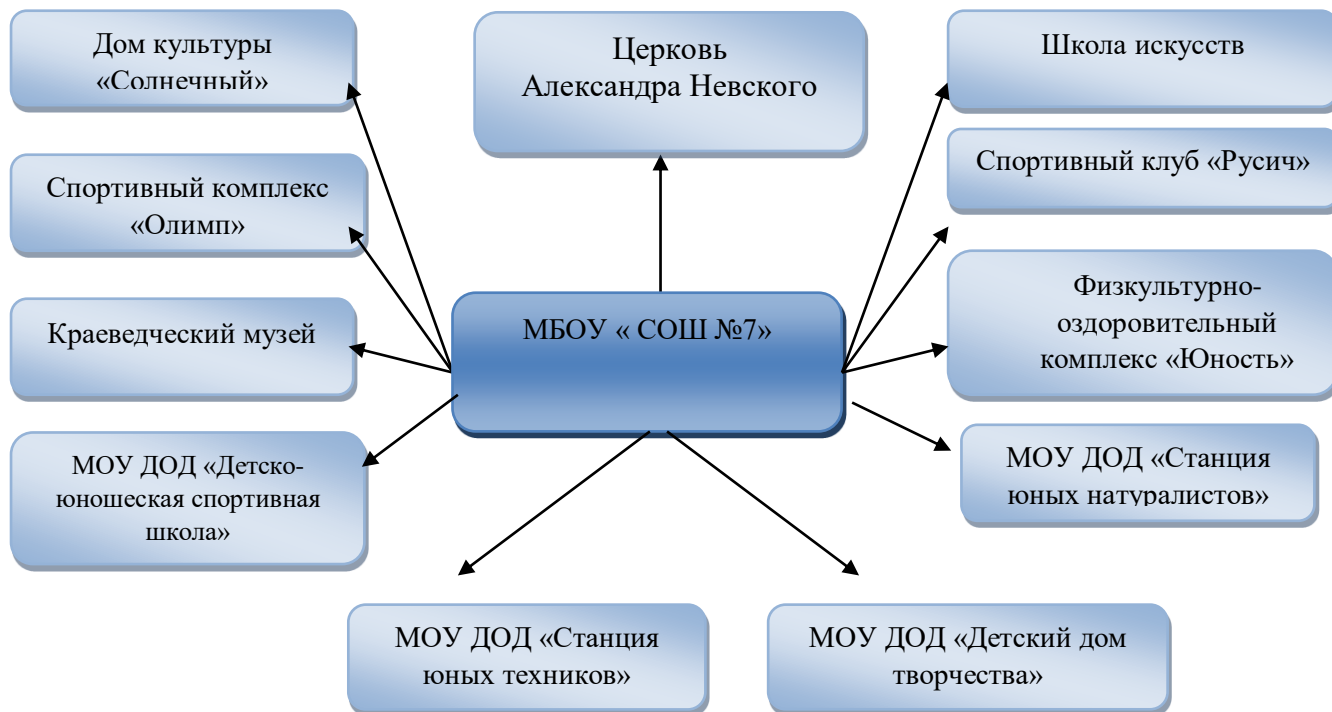 Дом культуры
«Солнечный»
Церковь
Александра Невского
Школа искусств
Спортивный клуб «Русич»
Спортивный комплекс
«Олимп»
Физкультурно-
оздоровительный
комплекс «Юность»
Краеведческий музей
МБОУ « СОШ №7»
МОУ ДОД «Детско-
юношеская спортивная
школа»
МОУ ДОД «Станция
юных натуралистов»
МОУ ДОД «Станция
юных техников»
МОУ ДОД «Детский дом
творчества»